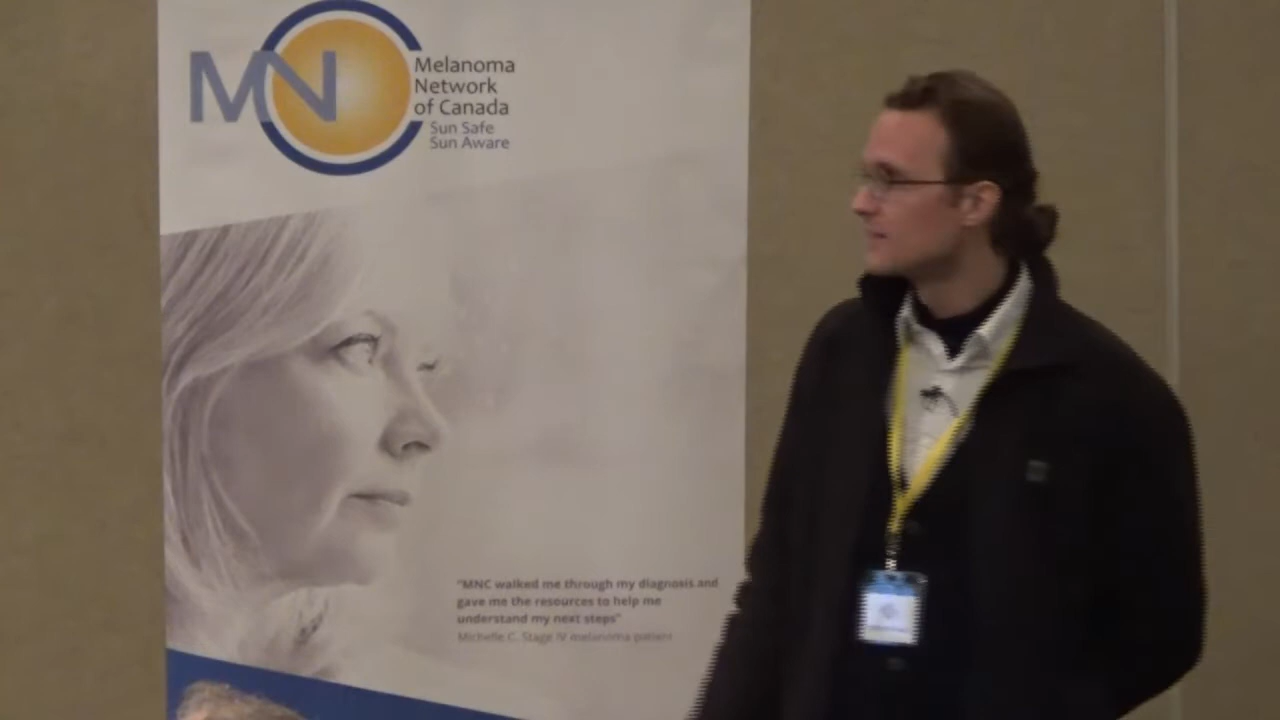 MN
Melanoma
Network
of Canada
Sun Safe
Sun Aware
"MNC walked me through my diagnosis and
gave me the resources to help me
understand my next steps"
Michelle C. Stage IV melanoma patient